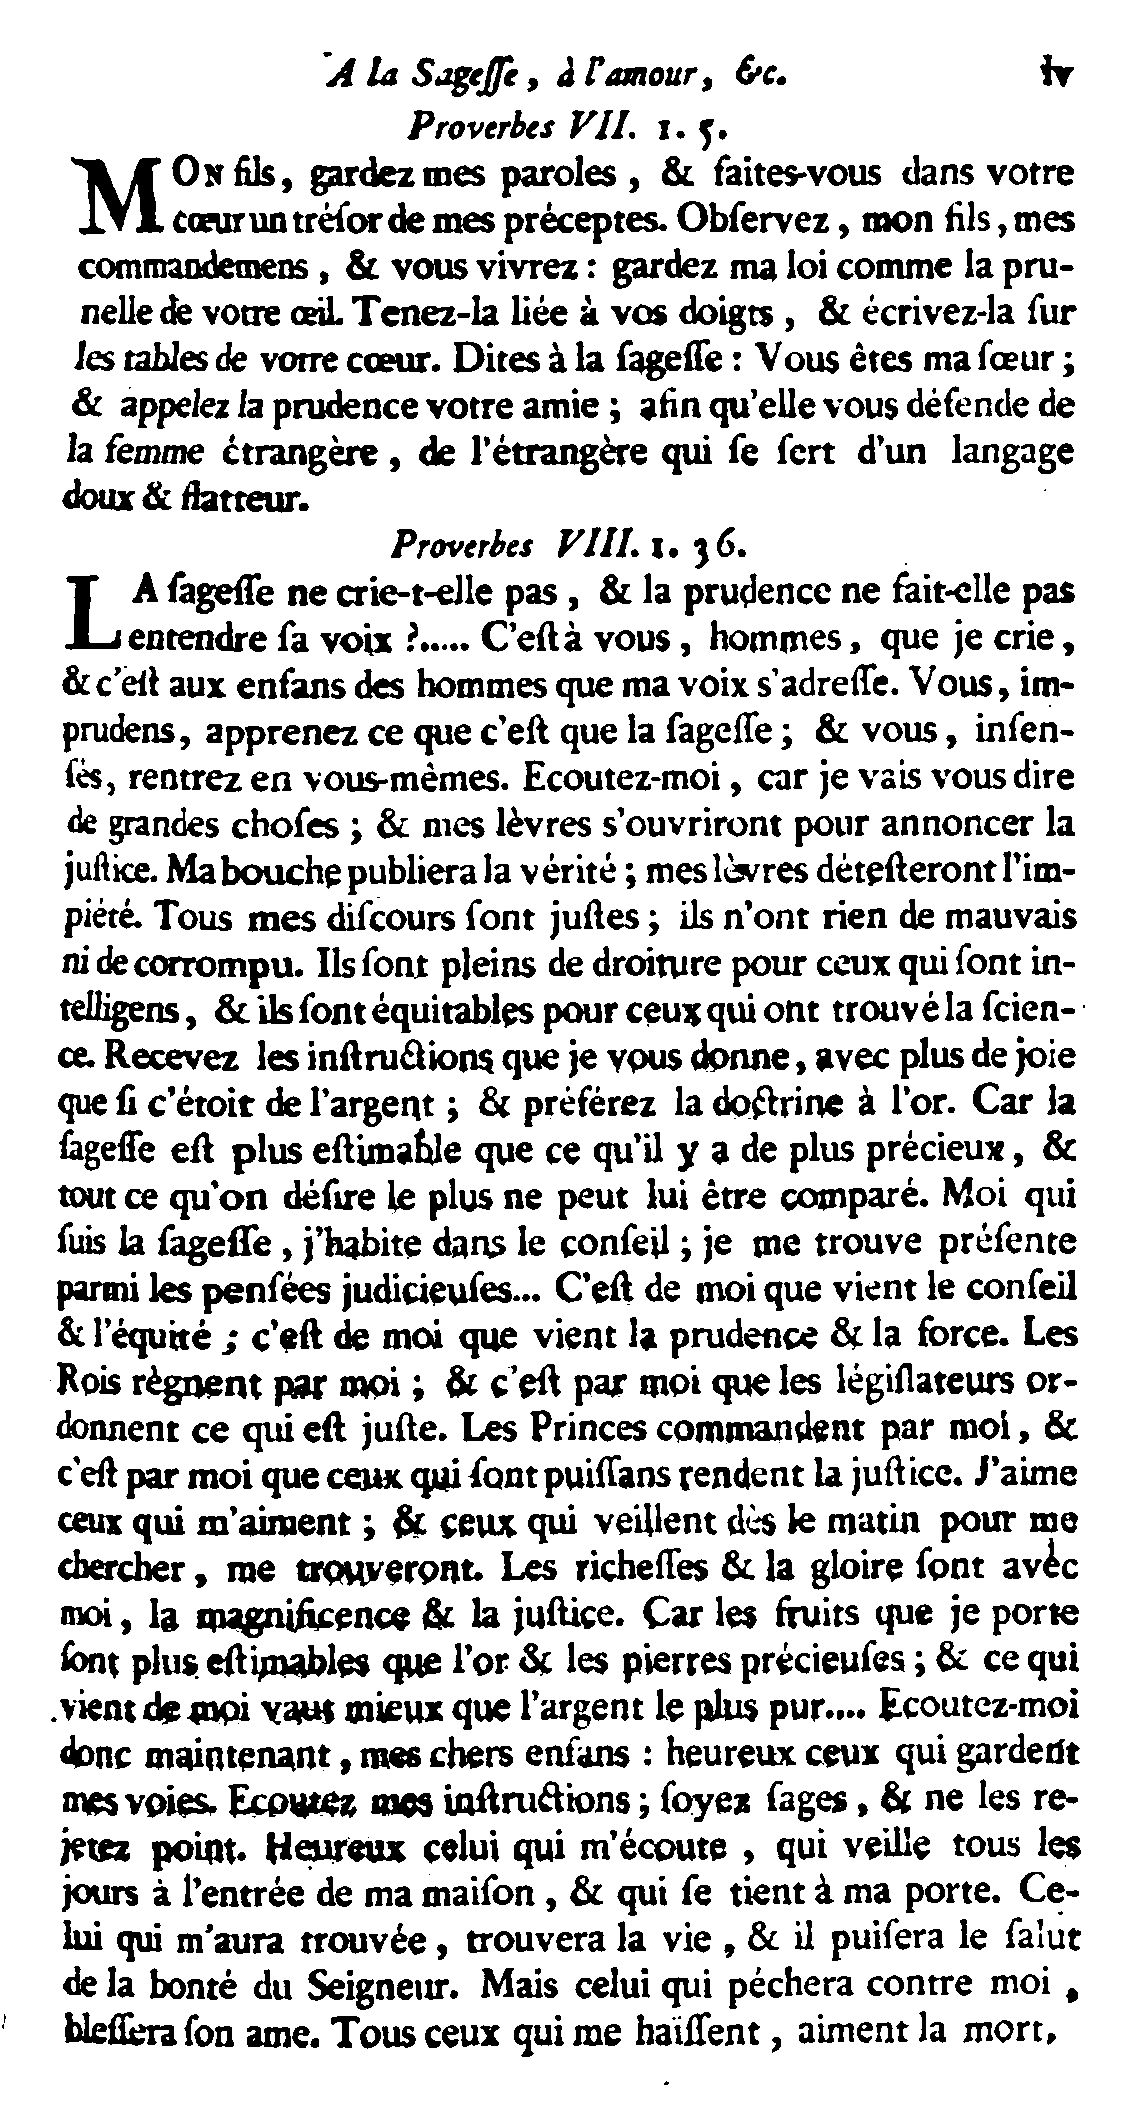 A la Sageſſe, à l'amour, &c. lv
Proverbes VII. 1. 5.
MON fils, gardez mes paroles, & faites-vous dans votre
cœur un tréſor de mes préceptes. Obſervez, mon fils, mes
commandemens, & vous vivrez : gardez ma loi comme la pru-
nelle de votre œil. Tenez-la liée à vos doigts, & écrivez-la ſur
les tables de votre cœur. Dites à la ſageſſe : Vous êtes ma ſœur ;
& appelez la prudence votre amie ; afin qu'elle vous défende de
la femme étrangère, de l'étrangère qui ſe ſert d'un langage
doux & flatteur.
Proverbes VIII. 1. 36.
LA ſageſſe ne crie-t-elle pas, & la prudence ne fait-elle pas
entendre ſa voix ?..... C'eſt à vous, hommes, que je crie,
& c'eſt aux enfans des hommes que ma voix s'adreſſe. Vous, im-
prudens, apprenez ce que c'eſt que la ſageſſe ; & vous, inſen-
ſés, rentrez en vous-mêmes. Ecoutez-moi, car je vais vous dire
de grandes choſes ; & mes lèvres s'ouvriront pour annoncer la
juſtice. Ma bouche publiera la vérité ; mes lèvres déteſteront l'im-
piété. Tous mes diſcours ſont juſtes ; ils n'ont rien de mauvais
ni de corrompu. Ils ſont pleins de droiture pour ceux qui ſont in-
telligens, & ils ſont équitables pour ceux qui ont trouvé la ſcien-
ce. Recevez les inſtructions que je vous donne, avec plus de joie
que ſi c'étoit de l'argent ; & préférez la doctrine à l'or. Car la
ſageſſe eſt plus eſtimable que ce qu'il y a de plus précieux, &
tout ce qu'on déſire le plus ne peut lui être comparé. Moi qui
ſuis la ſageſſe, j'habite dans le conſeil ; je me trouve préſente
parmi les penſées judicieuſes... C'eſt de moi que vient le conſeil
& l'équité ; c'eſt de moi que vient la prudence & la force. Les
Rois règnent par moi ; & c'eſt par moi que les légiſlateurs or-
donnent ce qui eſt juſte. Les Princes commandent par moi, &
c'eſt par moi que ceux qui ſont puiſſans rendent la juſtice. J'aime
ceux qui m'aiment ; & ceux qui veillent dès le matin pour me
chercher, me trouveront. Les richeſſes & la gloire ſont avec
moi, la magnificence & la juſtice. Car les fruits que je porte
ſont plus eſtimables que l'or & les pierres précieuſes ; & ce qui
vient de moi vaut mieux que l'argent le plus pur.... Ecoutez-moi
donc maintenant, mes chers enfans : heureux ceux qui gardent
mes voies. Ecoutez mes inſtructions ; ſoyez ſages, & ne les re-
jetez point. Heureux celui qui m'écoute, qui veille tous les
jours à l'entrée de ma maiſon, & qui ſe tient à ma porte. Ce-
lui qui m'aura trouvée, trouvera la vie, & il puiſera le ſalut
de la bonté du Seigneur. Mais celui qui péchera contre moi,
bleſſera ſon ame. Tous ceux qui me haïſſent, aiment la mort.